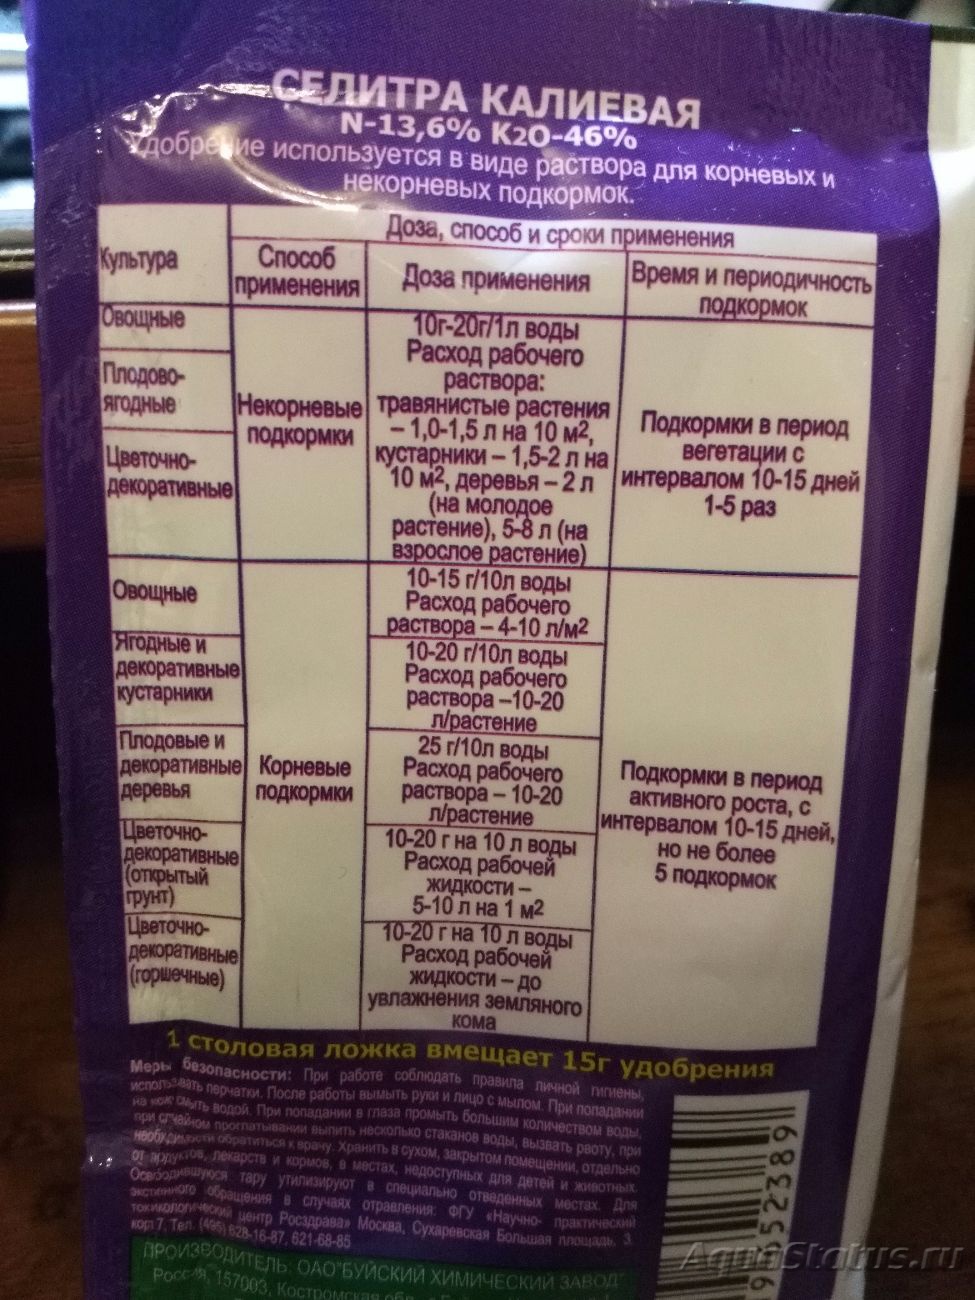 СЕЛИТРА КАЛИЕВАЯ
N-13,6% K2O-46%
Удобрение используется в виде раствора для корневых и
некорневых подкормок.
Культура
Доза, способ и сроки применения
Способ
применения
Доза применения
Время и периодичность
подкормок
Овощные
Плодово-
ягодные
Цветочно-
декоративные
Некорневые
подкормки
10г-20г/1л воды
Расход рабочего
раствора:
травянистые растения
– 1,0-1,5 л на 10 м2,
кустарники – 1,5-2 л на
10 м2, деревья – 2 л
(на молодое
растение), 5-8 л (на
взрослое растение)
Подкормки в период
вегетации с
интервалом 10-15 дней
1-5 раз
Овощные
10-15 г/10л воды
Расход рабочего
раствора – 4-10 л/м2
Ягодные и
декоративные
кустарники
10-20 г/10л воды
Расход рабочего
раствора –10-20
л/растение
Плодовые и
декоративные
деревья
25 г/10л воды
Расход рабочего
раствора – 10-20
л/растение
Корневые
подкормки
Цветочно-
декоративные
(открытый
грунт)
10-20 г на 10 л воды
Расход рабочей
жидкости –
5-10 л на 1 м2
Цветочно-
декоративные
(горшечные)
10-20 г на 10 л воды
Расход рабочей
жидкости – до
увлажнения земляного
кома
Подкормки в период
активного роста, с
интервалом 10-15 дней,
но не более
5 подкормок
1 столовая ложка вмещает 15г удобрения
Меры безопасности: При работе соблюдать правила личной гигиены,
использовать перчатки. После работы вымыть руки и лицо с мылом. При попадании
на кожу смыть водой. При попадании в глаза промыть большим количеством воды,
при случайном проглатывании выпить несколько стаканов воды, вызвать рвоту, при
необходимости обратиться к врачу. Хранить в сухом, закрытом помещении, отдельно
от продуктов, лекарств и кормов, в местах, недоступных для детей и животных.
Освободившуюся тару утилизируют в специально отведенных местах. Для
экстренного обращения в случаях отравления: ФГУ «Научно- практический
токсикологический центр Росздрава» Москва, Сухаревская Большая площадь. 3.
корп 7. Тел. (495) 628-16-87, 621-68-85
ПРОИЗВОДИТЕЛЬ: ОАО"БУЙСКИЙ ХИМИЧЕСКИЙ ЗАВОД"
Россия, 157003, Костромская обл.
AquaStatus.ru